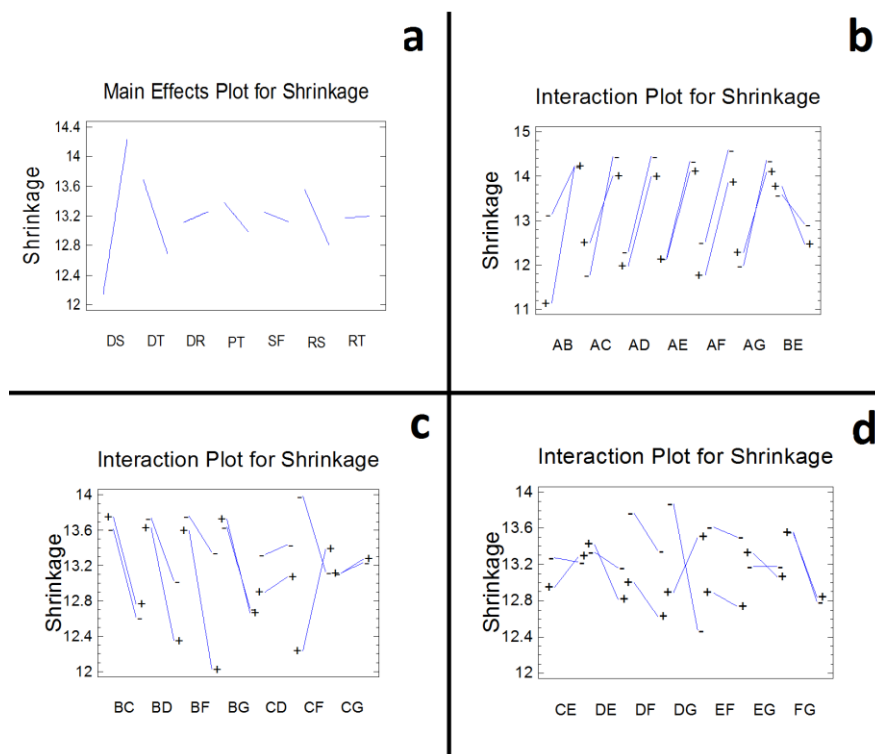 a
Main Effects Plot for Shrinkage
Shrinkage
14.4
14
13.6
13.2
12.8
12.4
12
DS DT DR PT SF RS RT
b
Interaction Plot for Shrinkage
Shrinkage
15
14
13
12
11
AB AC AD AE AF AG BE
c
Interaction Plot for Shrinkage
Shrinkage
14
13.6
13.2
12.8
12.4
12
BC BD BF BG CD CF CG
d
Interaction Plot for Shrinkage
Shrinkage
14
13.6
13.2
12.8
12.4
12
CE DE DF DG EF EG FG